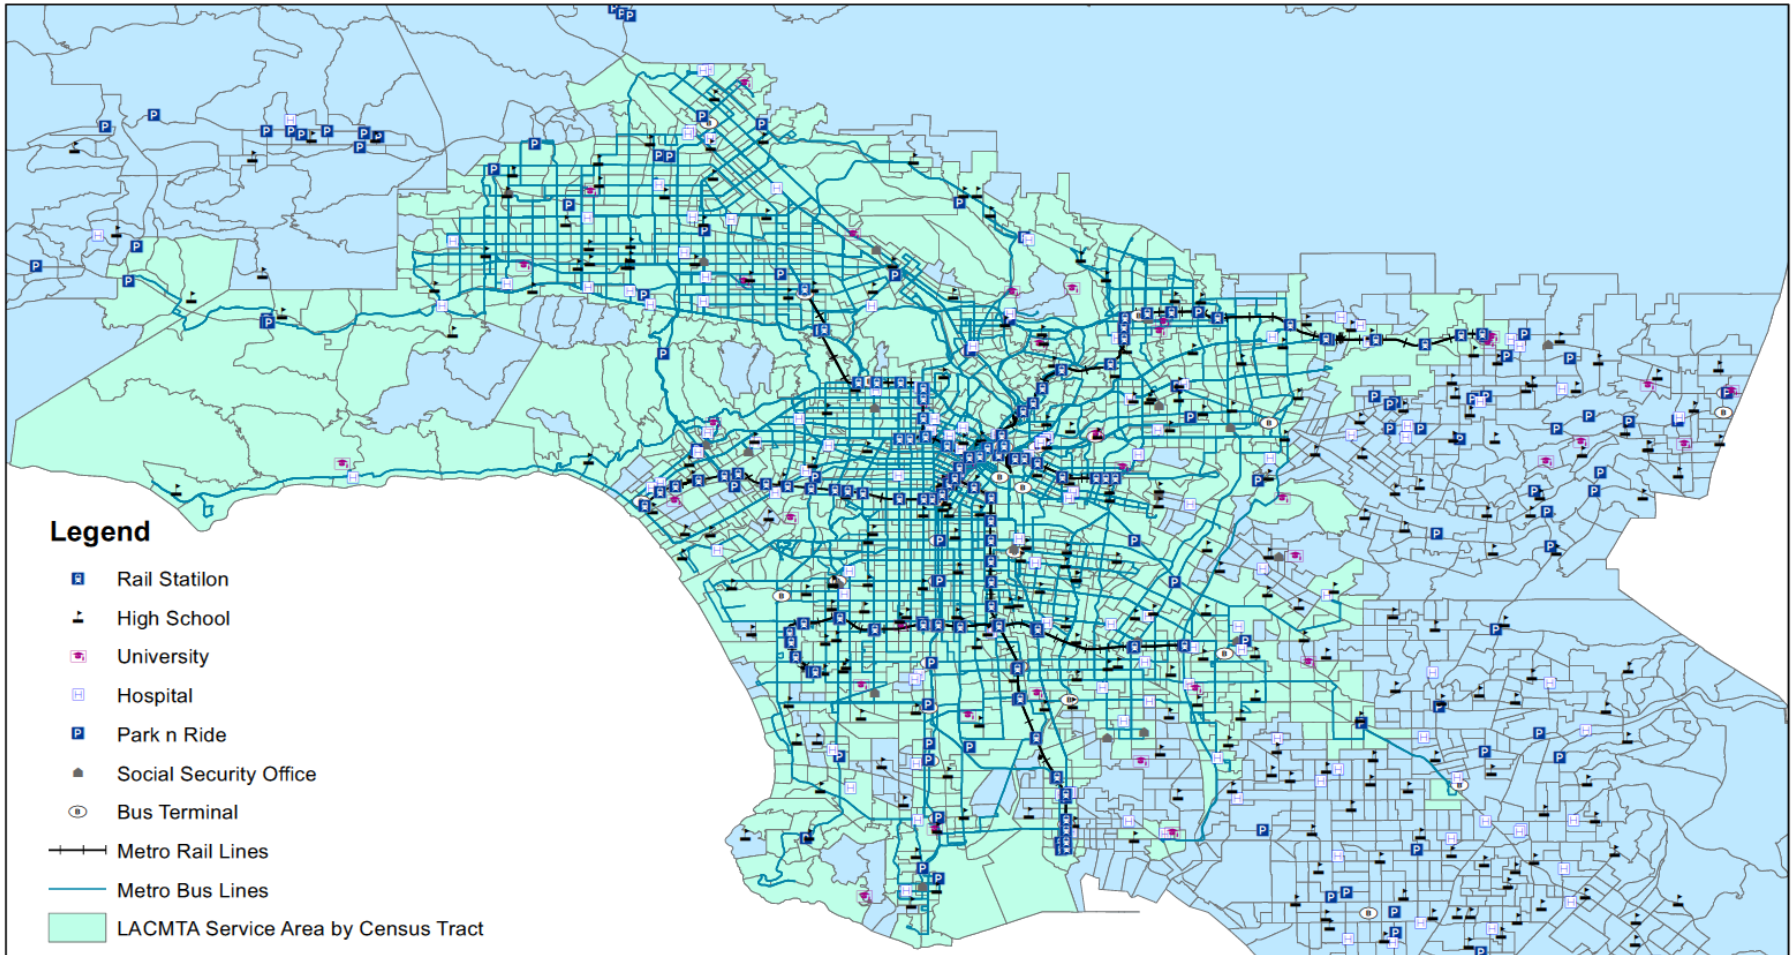 Legend
Rail Statilon
High School
University
Hospital
Park n Ride
Social Security Office
Bus Terminal
Metro Rail Lines
Metro Bus Lines
LACMTA Service Area by Census Tract